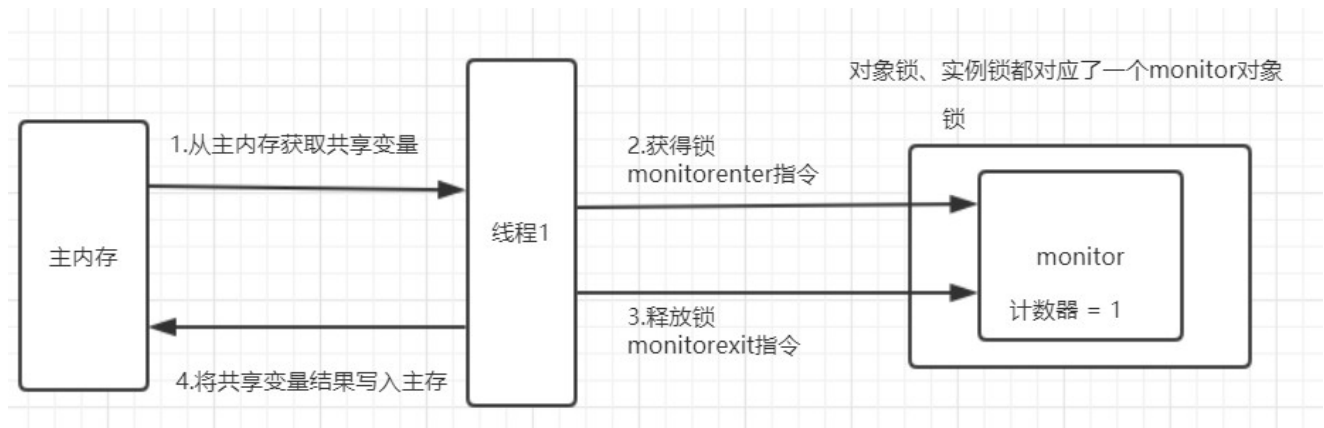 对象锁、实例锁都对应了一个monitor对象
锁
1.从主内存获取共享变量
2.获得锁
monitorenter指令
主内存
线程1
monitor
计数器 = 1
3.释放锁
monitorexit指令
4.将共享变量结果写入主存